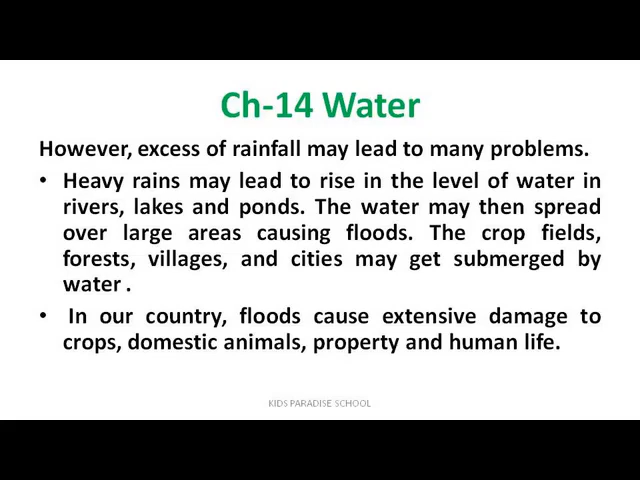 Ch-14 Water
However, excess of rainfall may lead to many problems.
• Heavy rains may lead to rise in the level of water in
rivers, lakes and ponds. The water may then spread
over large areas causing floods. The crop fields,
forests, villages, and cities may get submerged by
water .
• In our country, floods cause extensive damage to
crops, domestic animals, property and human life.
KIDS PARADISE SCHOOL